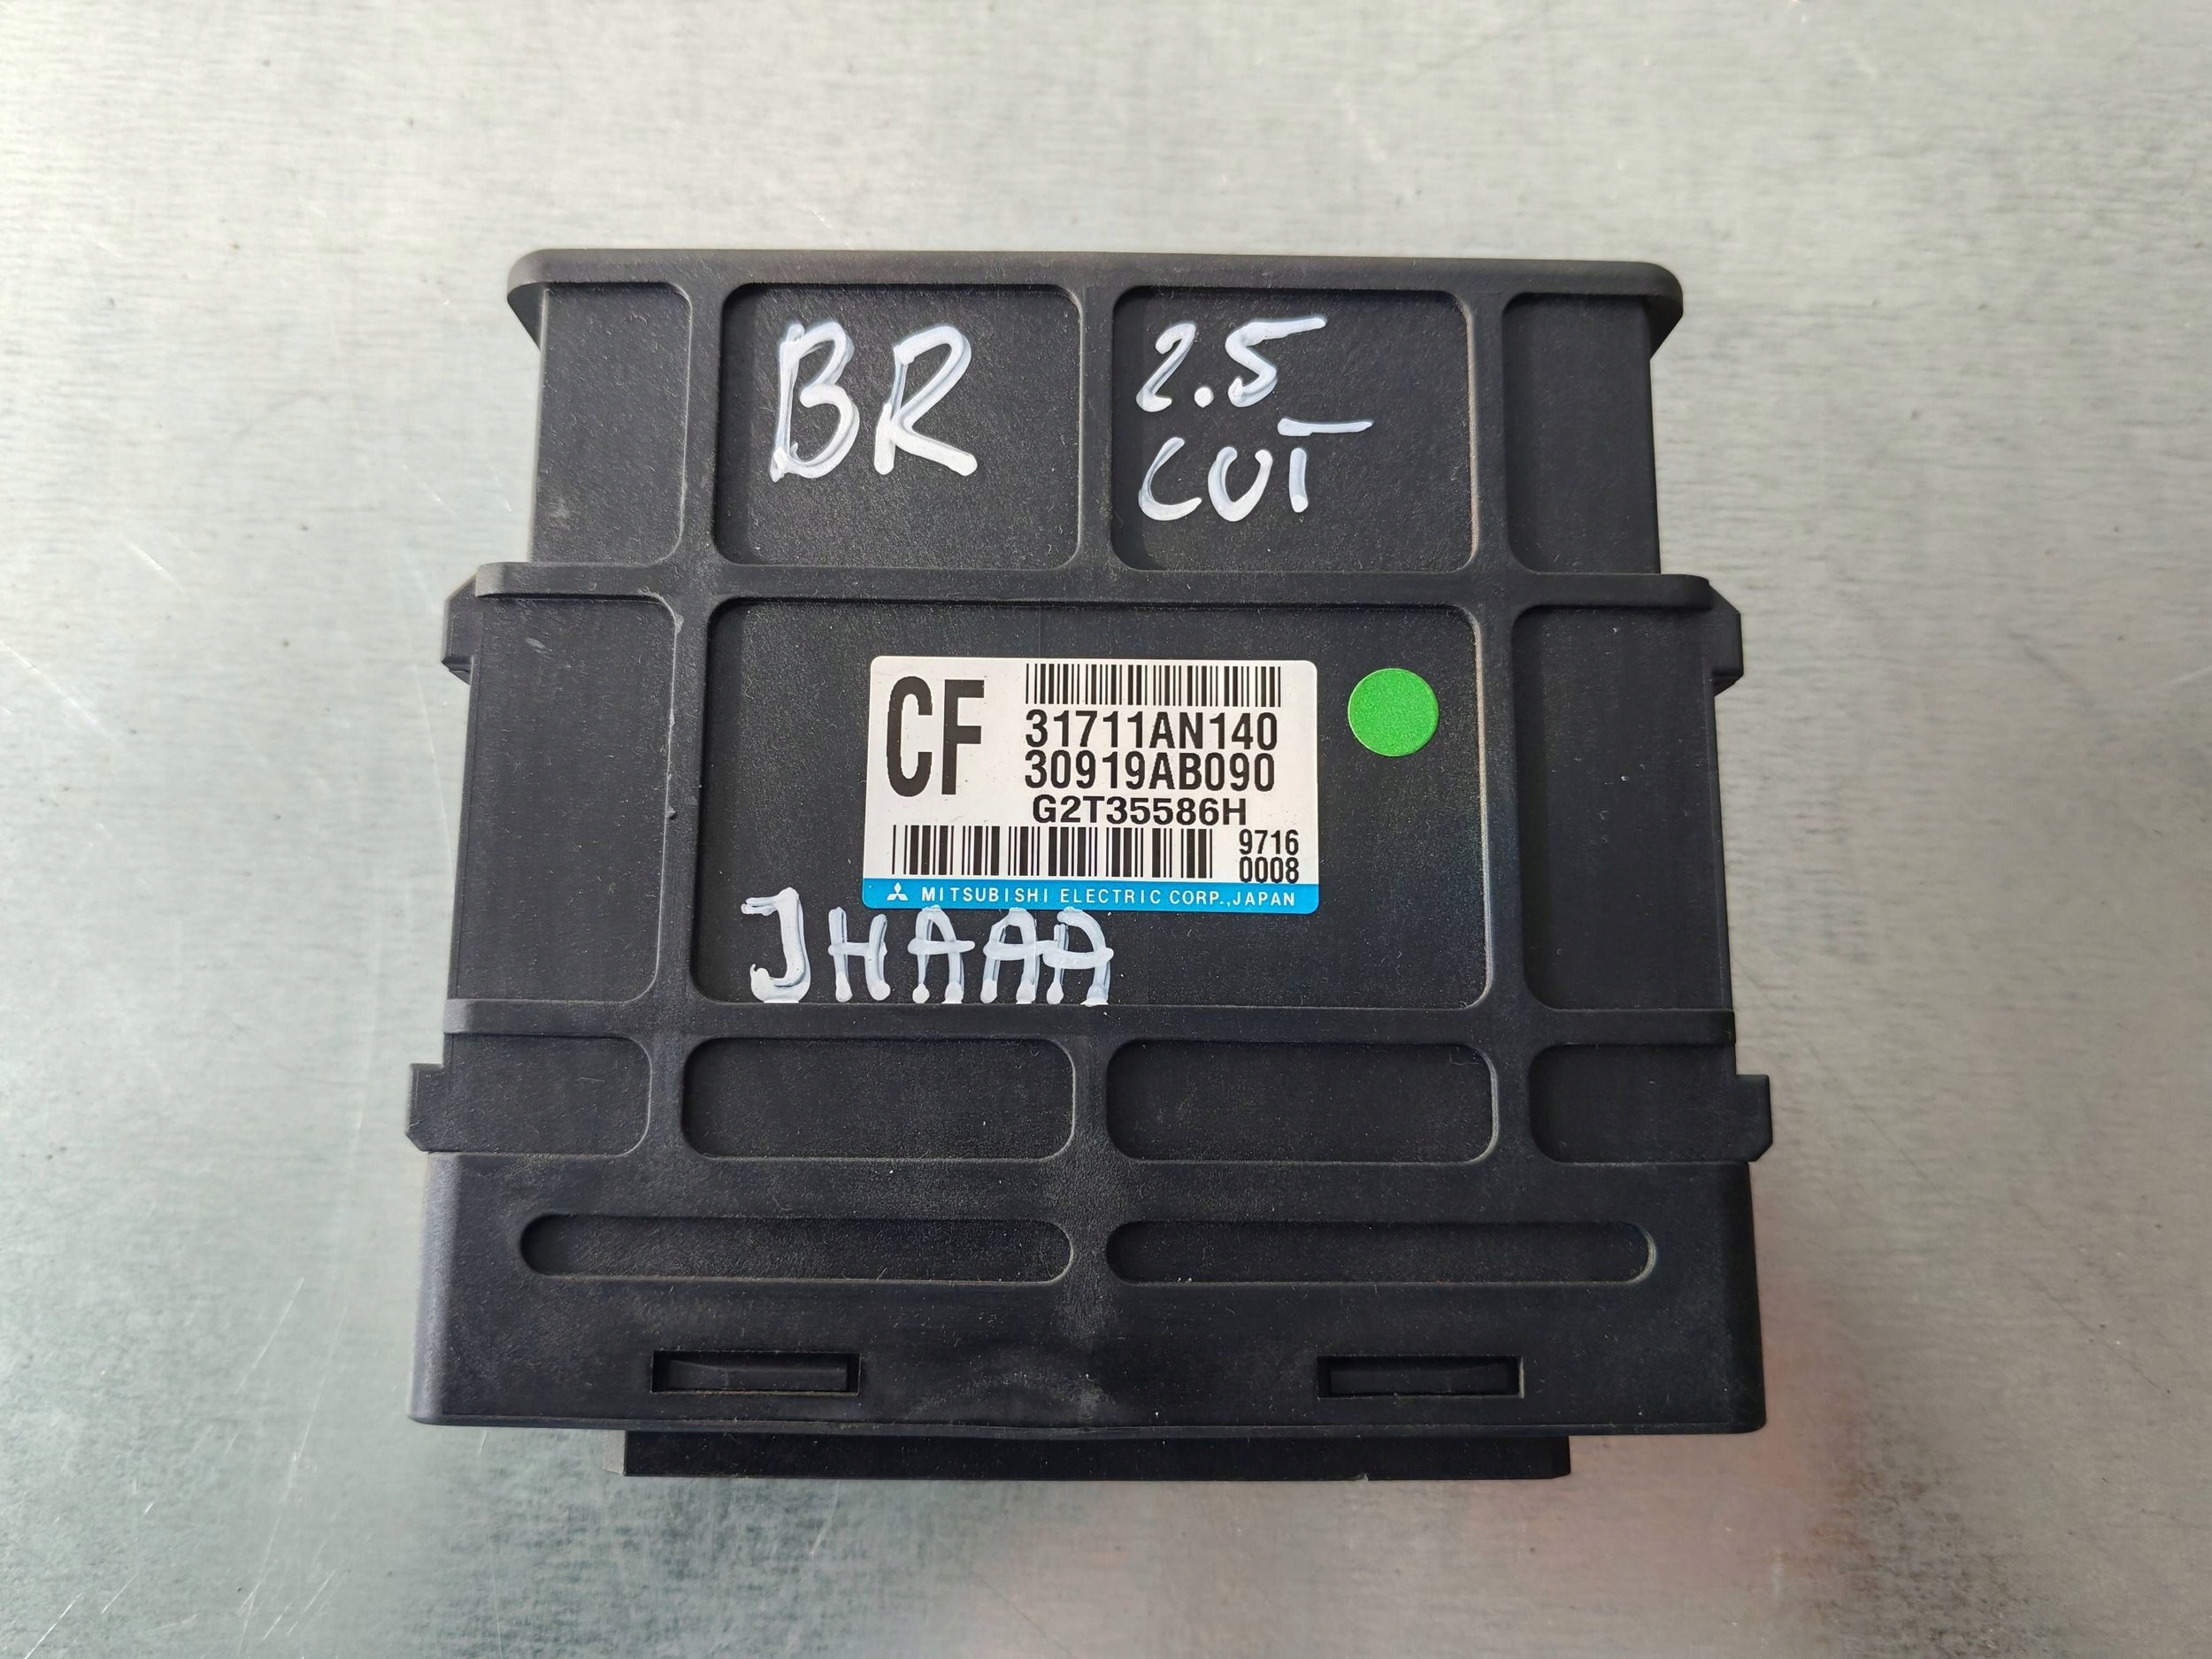 BR
2.5
CVT
CF
31711AN140
30919AB090
G2T35586H
9716
0008
MITSUBISHI ELECTRIC CORP.,JAPAN
JHAAA